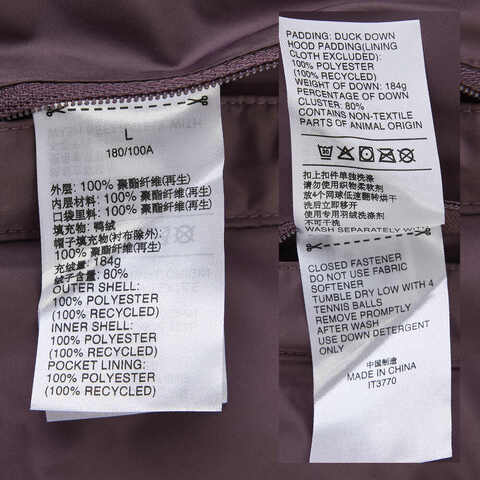 L
180/100A
外层: 100% 聚酯纤维(再生)
内层材料: 100% 聚酯纤维(再生)
口袋里料: 100% 聚酯纤维(再生)
填充物: 鸭绒
帽子填充物(衬布除外):
100% 聚酯纤维(再生)
充绒量: 184g
绒子含量: 80%
OUTER SHELL:
100% POLYESTER
(100% RECYCLED)
INNER SHELL:
100% POLYESTER
(100% RECYCLED)
POCKET LINING:
100% POLYESTER
(100% RECYCLED)
PADDING: DUCK DOWN
HOOD PADDING(LINING
CLOTH EXCLUDED):
100% POLYESTER
(100% RECYCLED)
WEIGHT OF DOWN: 184g
PERCENTAGE OF DOWN
CLUSTER: 80%
CONTAINS NON-TEXTILE
PARTS OF ANIMAL ORIGIN
扣上扣件单独洗涤
请勿使用织物柔软剂
放4个网球低速翻转烘干
洗后立即移开
不可使用专用羽绒洗涤剂
WASH SEPARATELY WITH
CLOSED FASTENER
DO NOT USE FABRIC
SOFTENER
TUMBLE DRY LOW WITH 4
TENNIS BALLS
REMOVE PROMPTLY
AFTER WASH
USE DOWN DETERGENT
ONLY
中国制造
MADE IN CHINA
IT3770